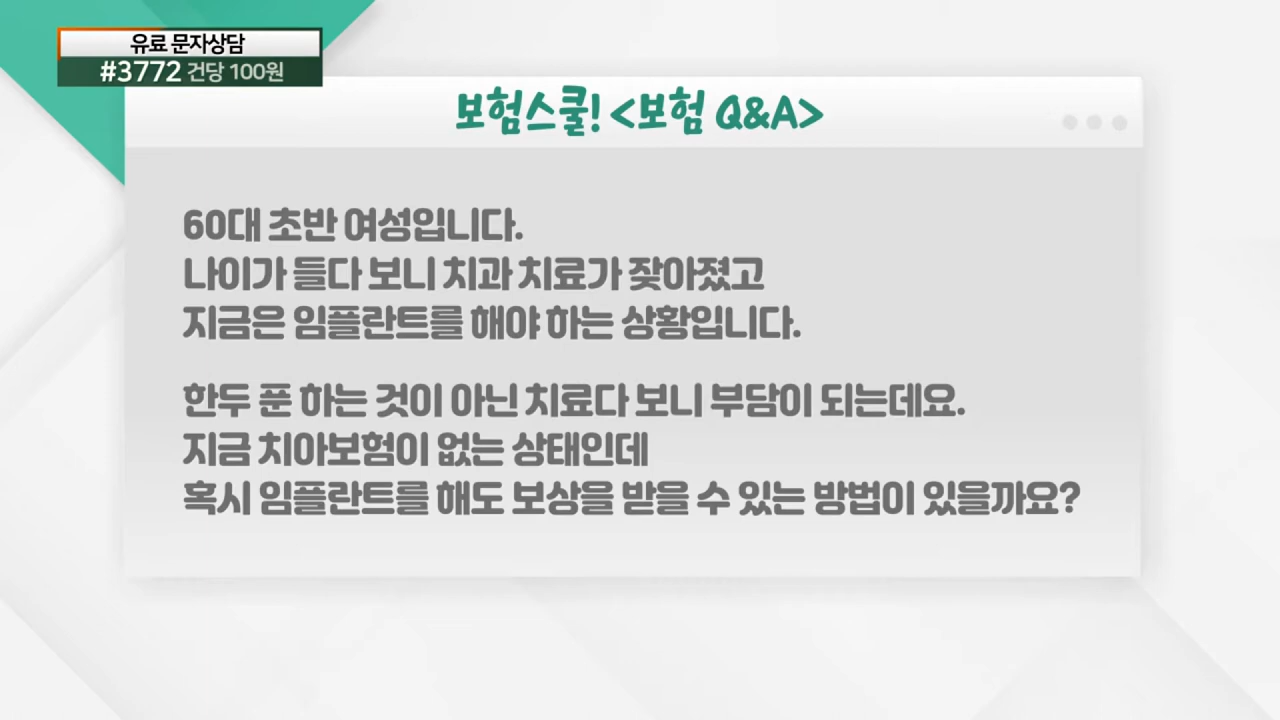 유료 문자상담
#3772 건당 100원
보험스쿨! <보험 Q&A>
60대 초반 여성입니다.
나이가 들다 보니 치과 치료가 잦아졌고
지금은 임플란트를 해야 하는 상황입니다.
한두 푼 하는 것이 아닌 치료다 보니 부담이 되는데요.
지금 치아보험이 없는 상태인데
혹시 임플란트를 해도 보상을 받을 수 있는 방법이 있을까요?